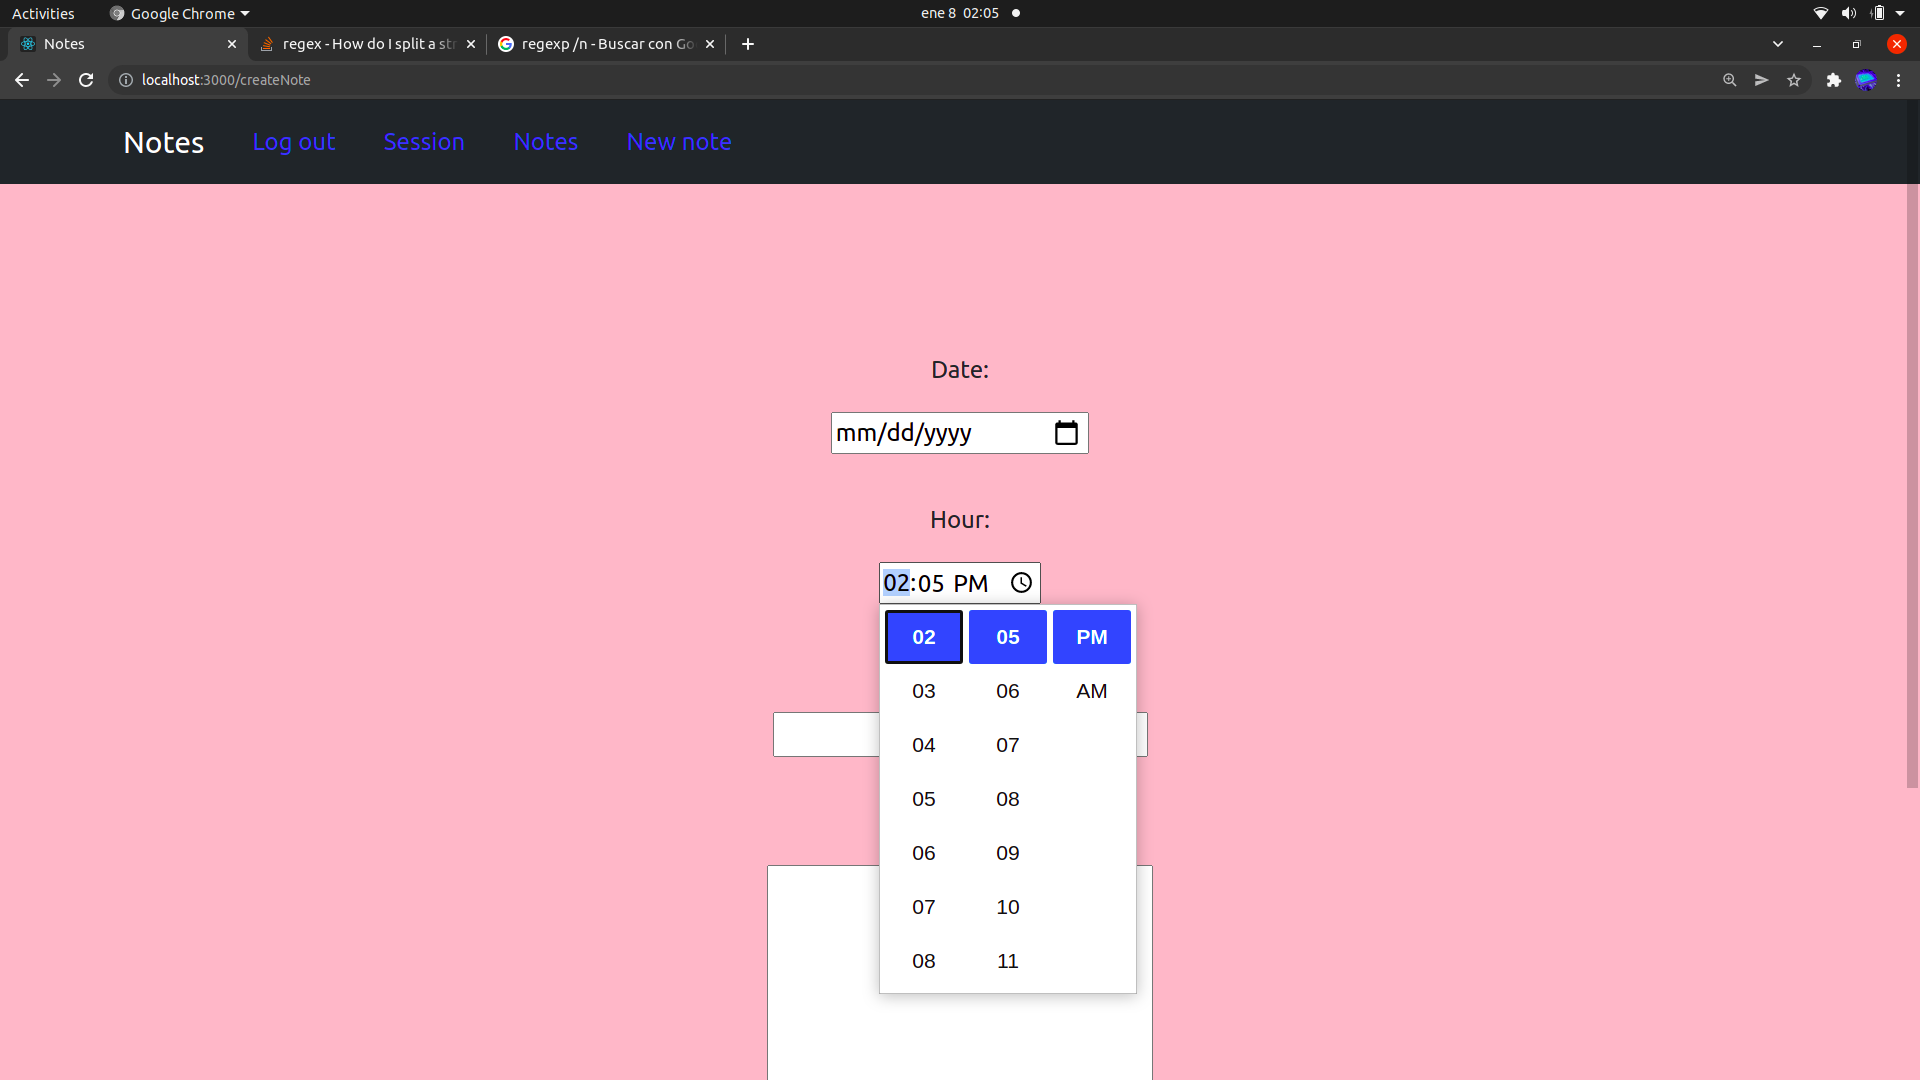 Activities
Google Chrome
ene 8 02:05
Notes
regex - How do I split a str
regexp /n - Buscar con Go
localhost:3000/createNote
Notes
Log out
Session
Notes
New note
Date:
mm/dd/yyyy
Hour:
02:05 PM
02 05 PM
03 06 AM
04 07
05 08
06 09
07 10
08 11